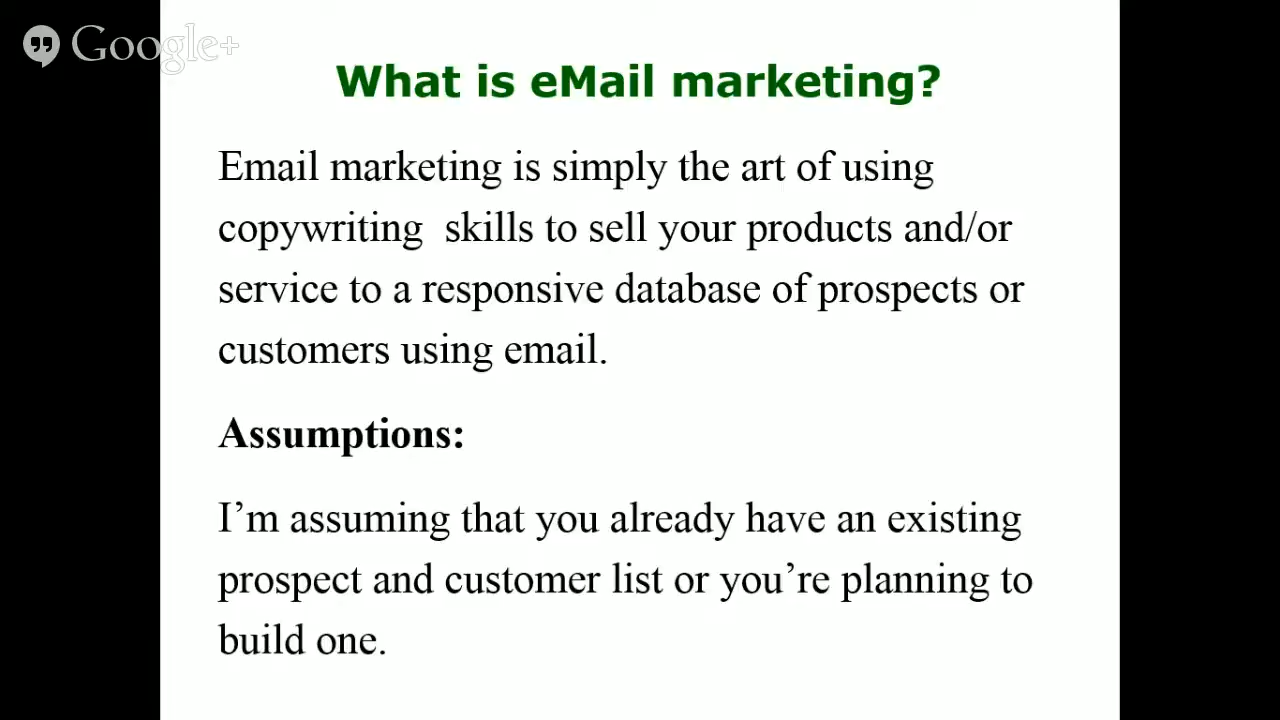 Google+
What is eMail marketing?
Email marketing is simply the art of using
copywriting  skills to sell your products and/or
service to a responsive database of prospects or
customers using email.
Assumptions:
I’m assuming that you already have an existing
prospect and customer list or you’re planning to
build one.